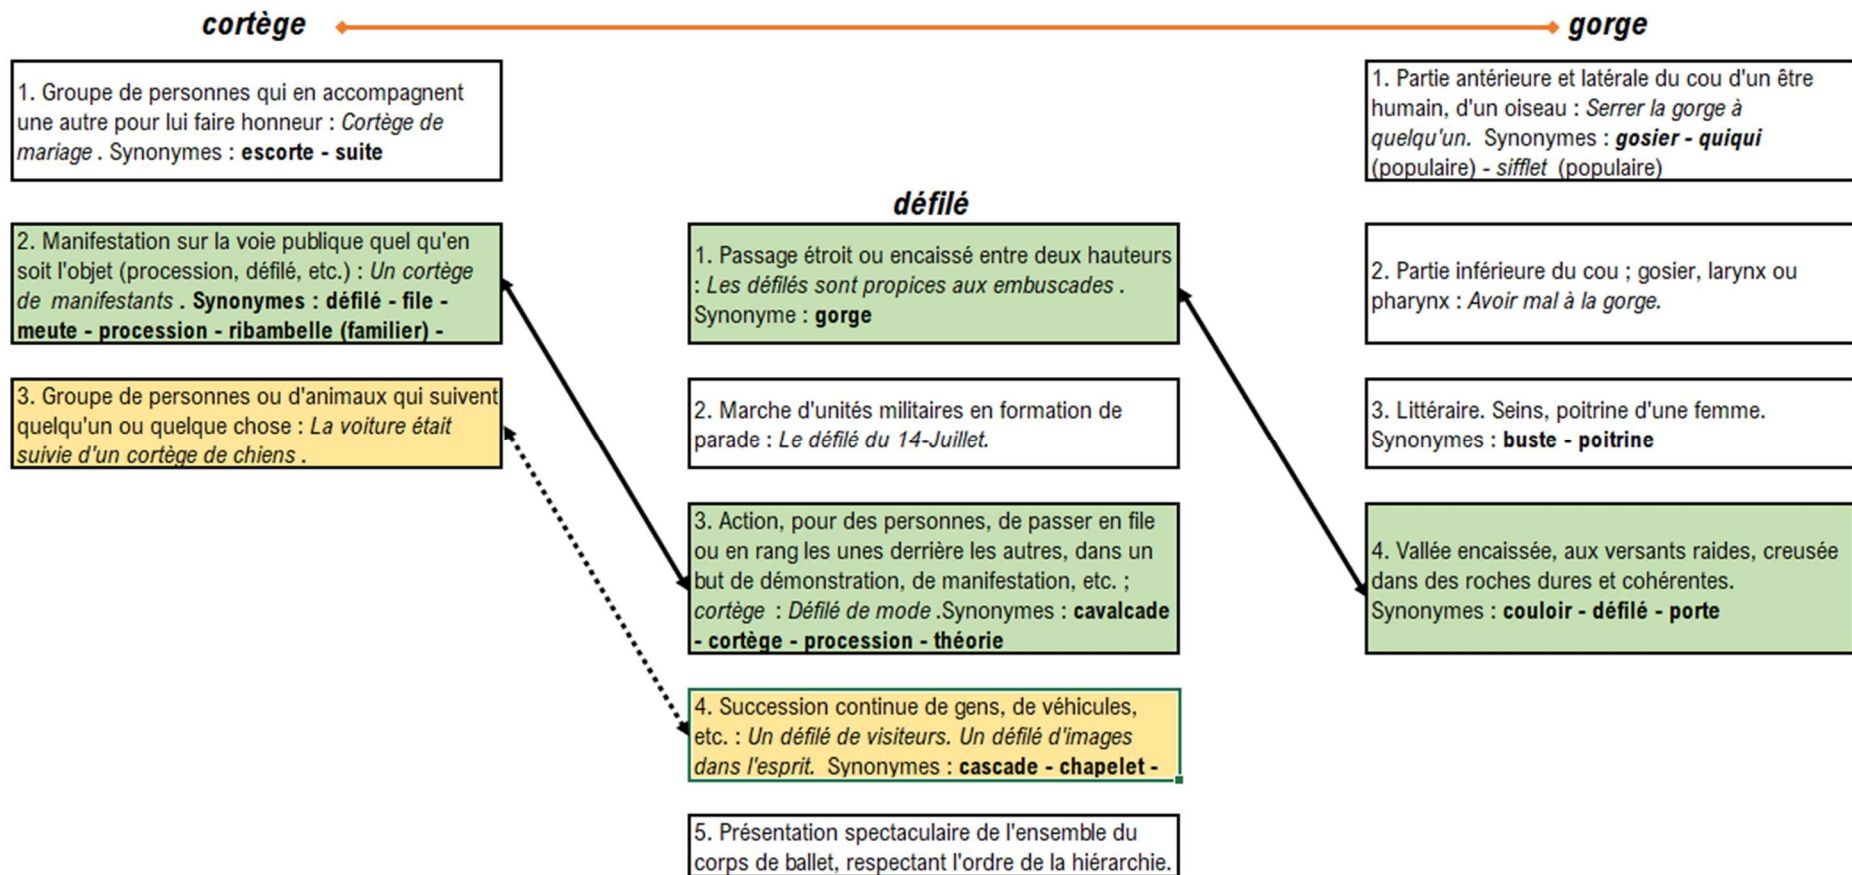 cortège
gorge
1. Groupe de personnes qui en accompagnent
une autre pour lui faire honneur : Cortège de
mariage . Synonymes : escorte - suite
2. Manifestation sur la voie publique quel qu'en
soit l'objet (procession, défilé, etc.) : Un cortège
de manifestants . Synonymes : défilé - file -
meute - procession - ribambelle (familier) -
3. Groupe de personnes ou d'animaux qui suivent
quelqu'un ou quelque chose : La voiture était
suivie d'un cortège de chiens .
défilé
1. Passage étroit ou encaissé entre deux hauteurs
: Les défilés sont propices aux embuscades .
Synonyme : gorge
2. Marche d'unités militaires en formation de
parade : Le défilé du 14-Juillet.
3. Action, pour des personnes, de passer en file
ou en rang les unes derrière les autres, dans un
but de démonstration, de manifestation, etc. ;
cortège : Défilé de mode .Synonymes : cavalcade
- cortège - procession - théorie
4. Succession continue de gens, de véhicules,
etc. : Un défilé de visiteurs. Un défilé d'images
dans l'esprit. Synonymes : cascade - chapelet -
5. Présentation spectaculaire de l'ensemble du
corps de ballet, respectant l'ordre de la hiérarchie.
1. Partie antérieure et latérale du cou d'un être
humain, d'un oiseau : Serrer la gorge à
quelqu'un. Synonymes : gosier - quiqui
(populaire) - sifflet (populaire)
2. Partie inférieure du cou ; gosier, larynx ou
pharynx : Avoir mal à la gorge.
3. Littéraire. Seins, poitrine d'une femme.
Synonymes : buste - poitrine
4. Vallée encaissée, aux versants raides, creusée
dans des roches dures et cohérentes.
Synonymes : couloir - défilé - porte